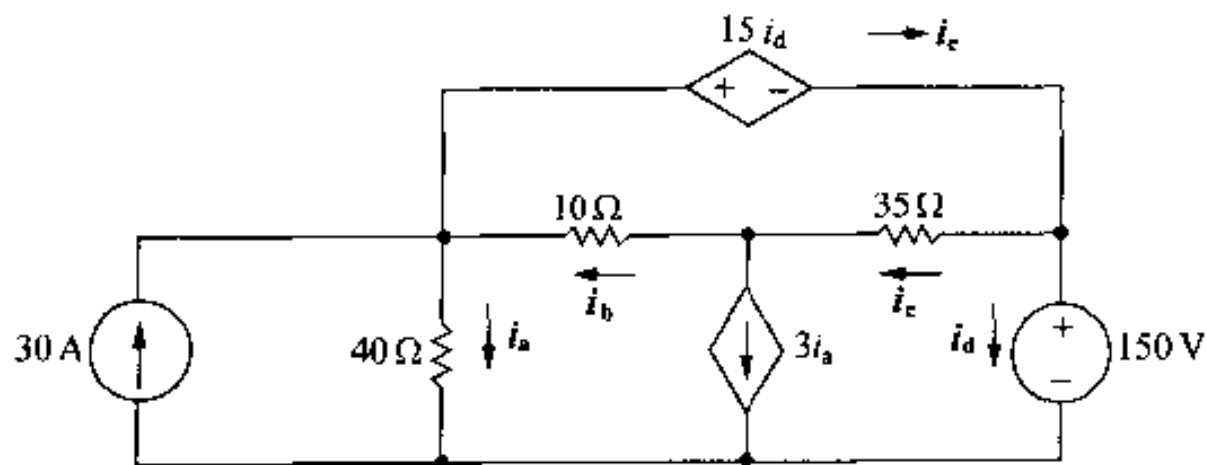 15 i_d
i_e
+ −
10 Ω
35 Ω
i_b
i_c
30 A
40 Ω
i_a
3i_a
i_d
+
−
150 V